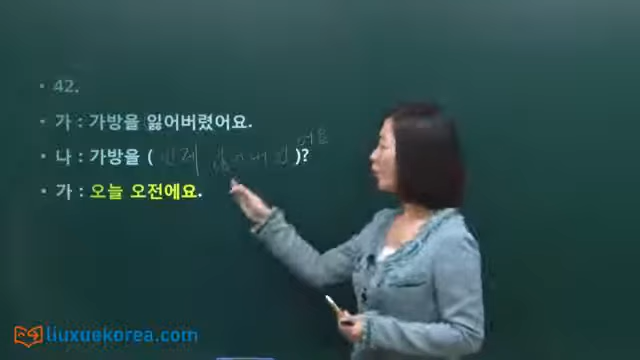 42.
가 : 가방을 잃어버렸어요.
나 : 가방을 ( 언제 잃어버렸어요 )?
가 : 오늘 오전에요.
liuxuekorea.com